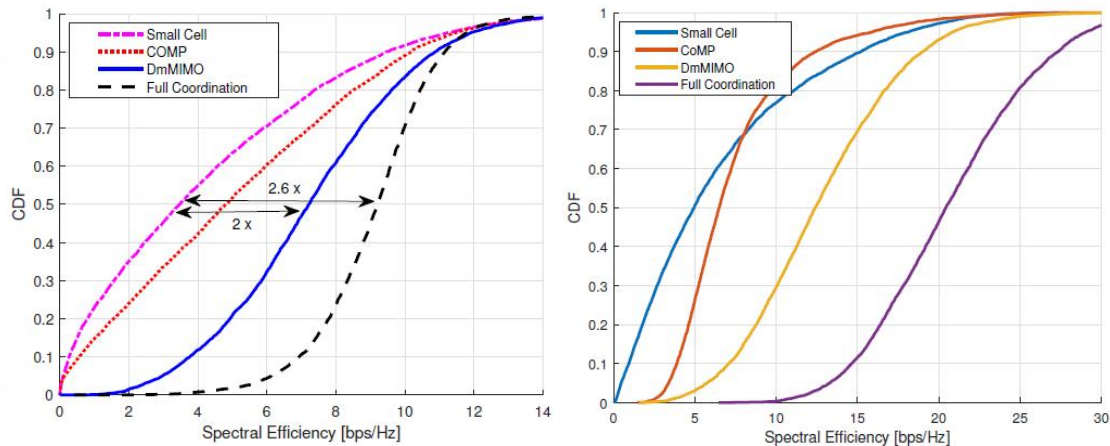 1
0.9
0.8
0.7
0.6
0.5
0.4
0.3
0.2
0.1
0
CDF
Small Cell
COMP
DmMIMO
Full Coordination
2.6 x
2 x
0
2
4
6
8
10
12
14
Spectral Efficiency [bps/Hz]
1
0.9
0.8
0.7
0.6
0.5
0.4
0.3
0.2
0.1
0
CDF
Small Cell
CoMP
DmMIMO
Full Coordination
0
5
10
15
20
25
30
Spectral Efficiency [bps/Hz]